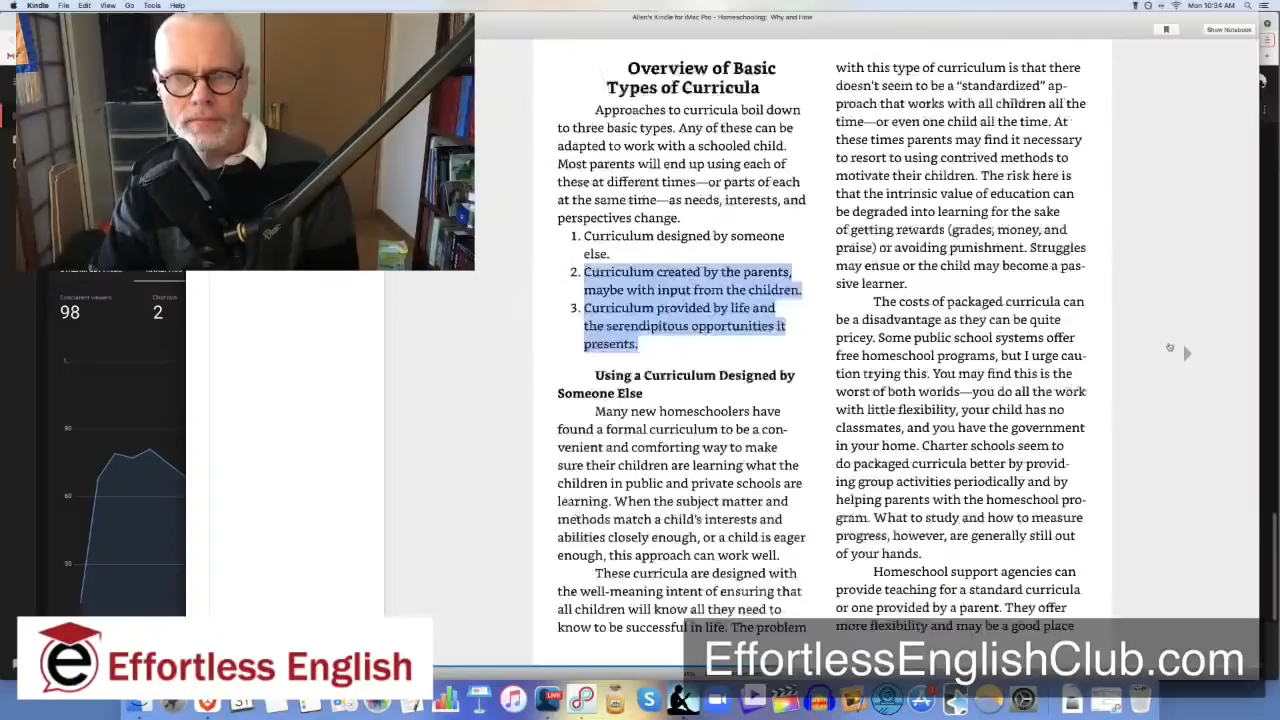 Kindle File Edit View Go Tools Help
Mon 10:34 AM
Allen's Kindle for iMac Pro - Homeschooling; Why and How
Show Notebook
Concurrent viewers
98
2
90
60
30
Overview of Basic
Types of Curricula
Approaches to curricula boil down
to three basic types. Any of these can be
adapted to work with a schooled child.
Most parents will end up using each of
these at different times—or parts of each
at the same time—as needs, interests, and
perspectives change.
1. Curriculum designed by someone
else.
2. Curriculum created by the parents,
maybe with input from the children.
3. Curriculum provided by life and
the serendipitous opportunities it
presents.
Using a Curriculum Designed by
Someone Else
Many new homeschoolers have
found a formal curriculum to be a con-
venient and comforting way to make
sure their children are learning what the
children in public and private schools are
learning. When the subject matter and
methods match a child's interests and
abilities closely enough, or a child is eager
enough, this approach can work well.
These curricula are designed with
the well-meaning intent of ensuring that
all children will know all they need to
know to be successful in life. The problem
with this type of curriculum is that there
doesn't seem to be a “standardized” ap-
proach that works with all children all the
time—or even one child all the time. At
these times parents may find it necessary
to resort to using contrived methods to
motivate their children. The risk here is
that the intrinsic value of education can
be degraded into learning for the sake
of getting rewards (grades, money, and
praise) or avoiding punishment. Struggles
may ensue or the child may become a pas-
sive learner.
The costs of packaged curricula can
be a disadvantage as they can be quite
pricey. Some public school systems offer
free homeschool programs, but I urge cau-
tion trying this. You may find this is the
worst of both worlds—you do all the work
with little flexibility, your child has no
classmates, and you have the government
in your home. Charter schools seem to
do packaged curricula better by provid-
ing group activities periodically and by
helping parents with the homeschool pro-
gram. What to study and how to measure
progress, however, are generally still out
of your hands.
Homeschool support agencies can
provide teaching for a standard curricula
or one provided by a parent. They offer
more flexibility and may be a good place
e Effortless English
EffortlessEnglishClub.com